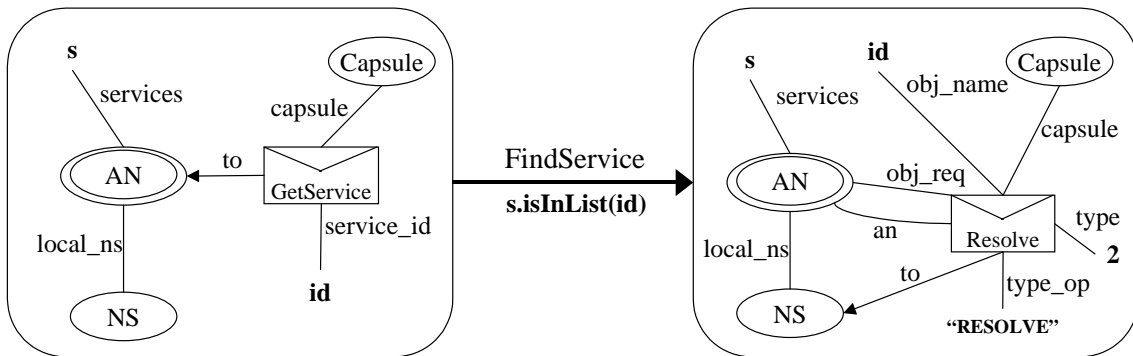 s
Capsule
services
capsule
AN
to
GetService
local_ns
service_id
id
NS
FindService
s.isInList(id)
s
id
Capsule
obj_name
services
capsule
AN
obj_req
type
an
Resolve
local_ns
2
to
type_op
NS
“RESOLVE”